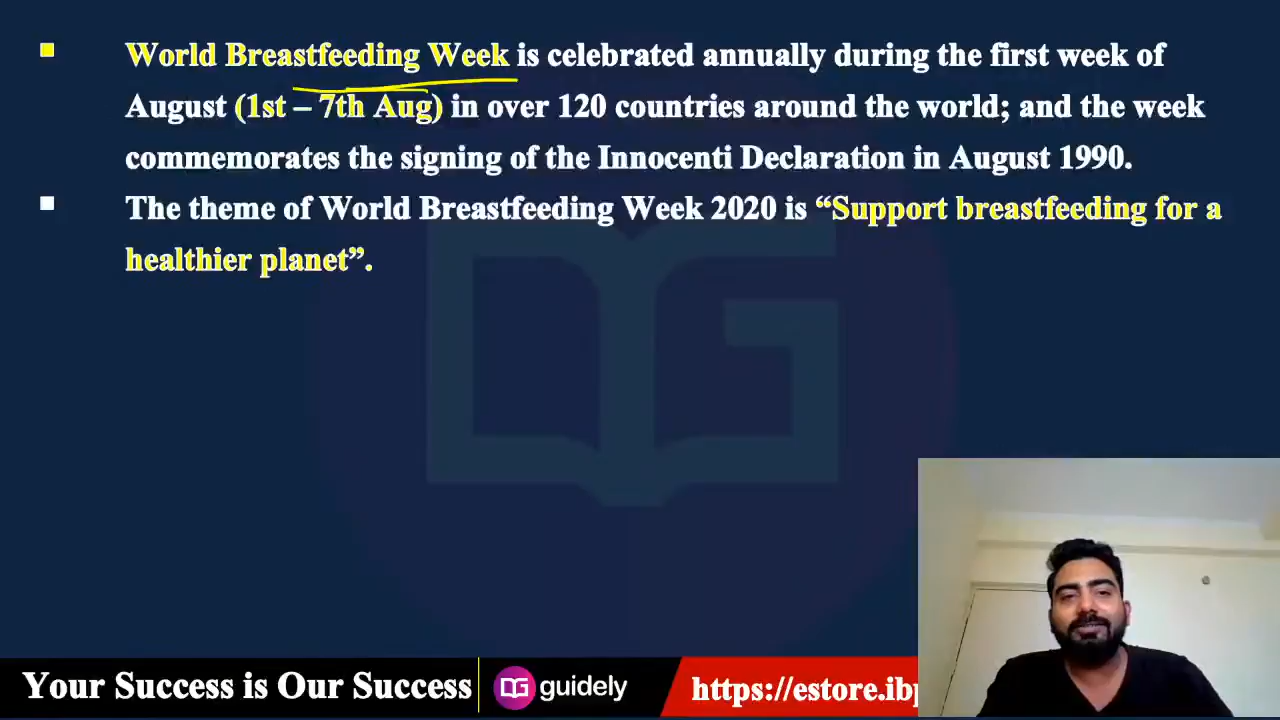 World Breastfeeding Week is celebrated annually during the first week of
August (1st – 7th Aug) in over 120 countries around the world; and the week
commemorates the signing of the Innocenti Declaration in August 1990.
The theme of World Breastfeeding Week 2020 is “Support breastfeeding for a
healthier planet”.
Your Success is Our Success
guidely
https://estore.ibp